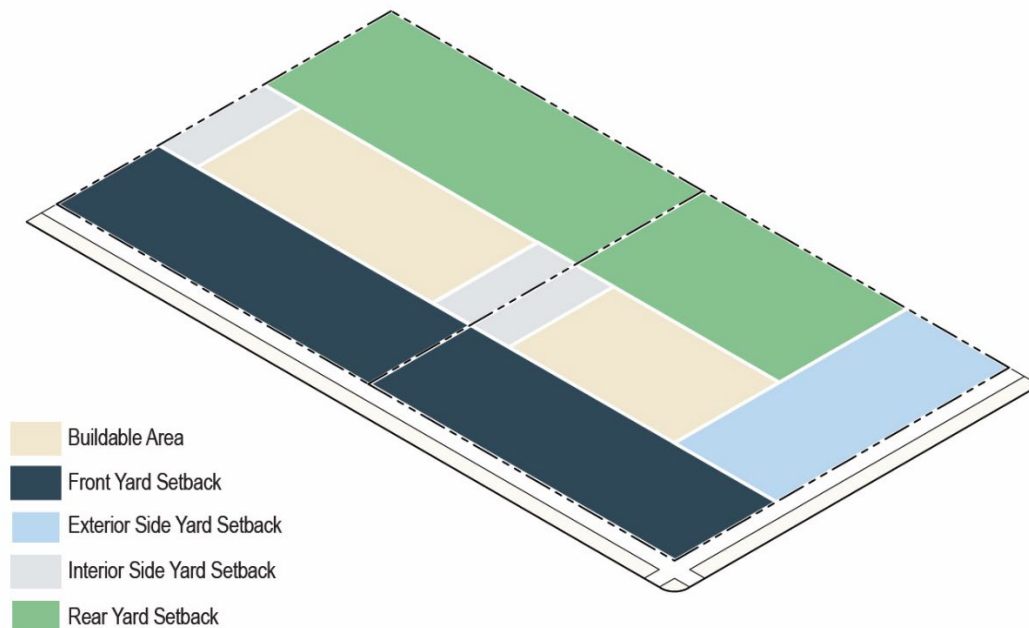 Buildable Area
Front Yard Setback
Exterior Side Yard Setback
Interior Side Yard Setback
Rear Yard Setback